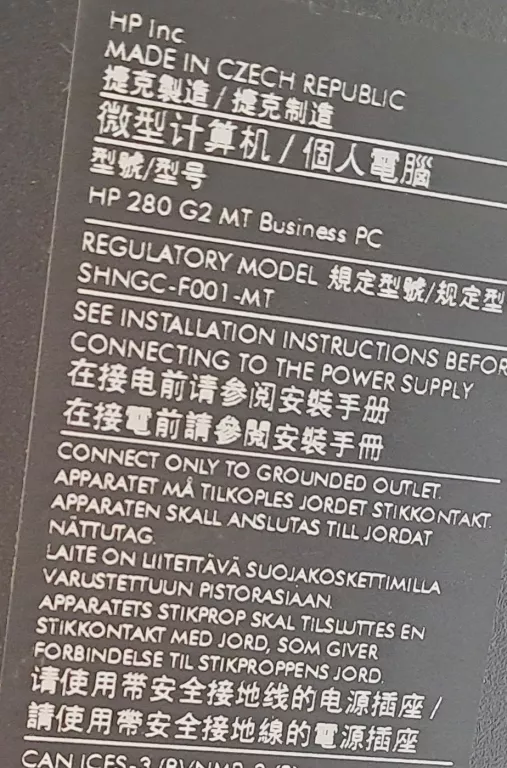 HP Inc.
MADE IN CZECH REPUBLIC
捷克製造 / 捷克制造
微型计算机 / 個人電腦
型號/型号
HP 280 G2 MT Business PC
REGULATORY MODEL 規定型號/规定型
SHNGC-F001-MT
SEE INSTALLATION INSTRUCTIONS BEFOR
CONNECTING TO THE POWER SUPPLY
在接电前请参阅安装手册
在接電前請參閱安裝手冊
CONNECT ONLY TO GROUNDED OUTLET.
APPARATET MÅ TILKOPLES JORDET STIKKONTAKT.
APPARATEN SKALL ANSLUTAS TILL JORDAT
NÄTTUTAG.
LAITE ON LIITETTÄVÄ SUOJAKOSKETTIMILLA
VARUSTETTUUN PISTORASIAAN.
APPARATETS STIKPROP SKAL TILSLUTTES EN
STIKKONTAKT MED JORD, SOM GIVER
FORBINDELSE TIL STIKPROPPENS JORD.
请使用带安全接地线的电源插座 /
請使用帶安全接地線的電源插座
CAN ICES-3